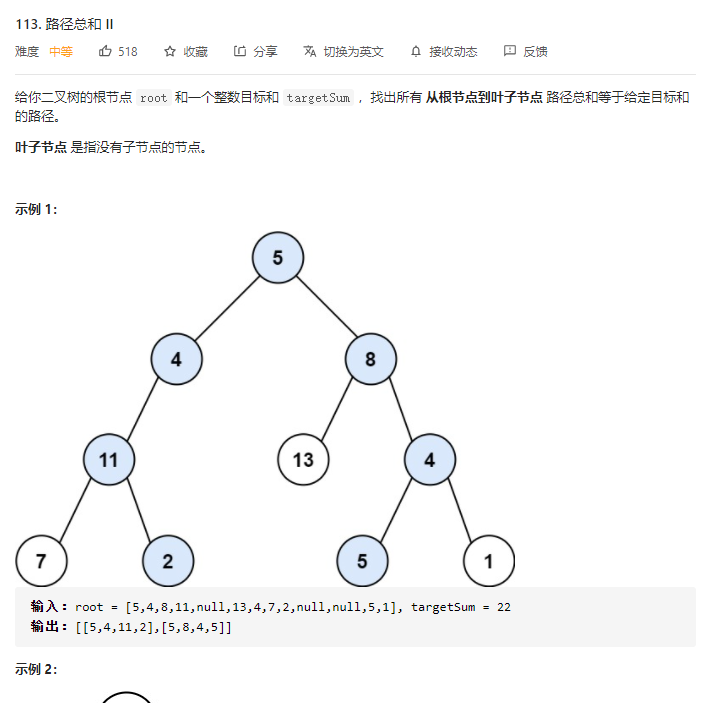 113. 路径总和 II
难度 中等 518 收藏 分享 切换为英文 接收动态 反馈
给你二叉树的根节点 root 和一个整数目标和 targetSum ，找出所有 从根节点到叶子节点 路径总和等于给定目标和
的路径。
叶子节点 是指没有子节点的节点。
示例 1：
5
4 8
11 13 4
7 2 5 1
输入：root = [5,4,8,11,null,13,4,7,2,null,null,5,1], targetSum = 22
输出：[[5,4,11,2],[5,8,4,5]]
示例 2：